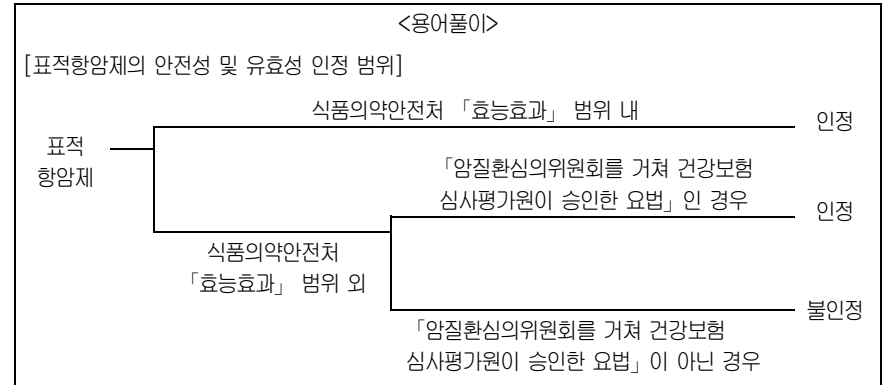 <용어풀이>
[표적항암제의 안전성 및 유효성 인정 범위]
식품의약안전처 「효능효과」 범위 내
인정
표적
항암제
「암질환심의위원회를 거쳐 건강보험
심사평가원이 승인한 요법」인 경우
인정
식품의약안전처
「효능효과」 범위 외
불인정
「암질환심의위원회를 거쳐 건강보험
심사평가원이 승인한 요법」이 아닌 경우